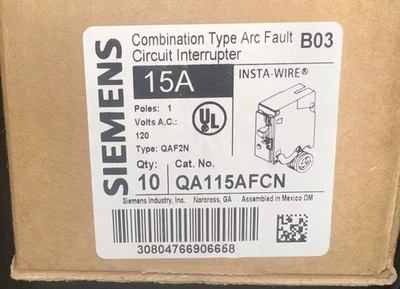 SIEMENS
Combination Type Arc Fault B03
Circuit Interrupter
15A INSTA-WIRE®
Poles: 1
Volts A.C.:
120
Type: QAF2N
UL
Qty: Cat. No.
10 QA115AFCN
Siemens Industry, Inc. Norcross, GA Assembled in Mexico OM
30804766906658